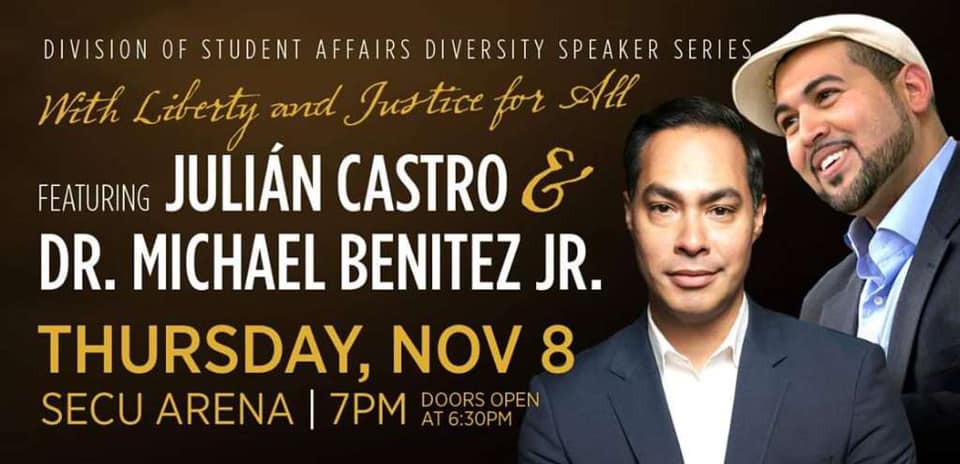 DIVISION OF STUDENT AFFAIRS DIVERSITY SPEAKER SERIES
With Liberty and Justice for All
FEATURING JULIÁN CASTRO &
DR. MICHAEL BENITEZ JR.
THURSDAY, NOV 8
SECU ARENA | 7PM DOORS OPEN
AT 6:30PM